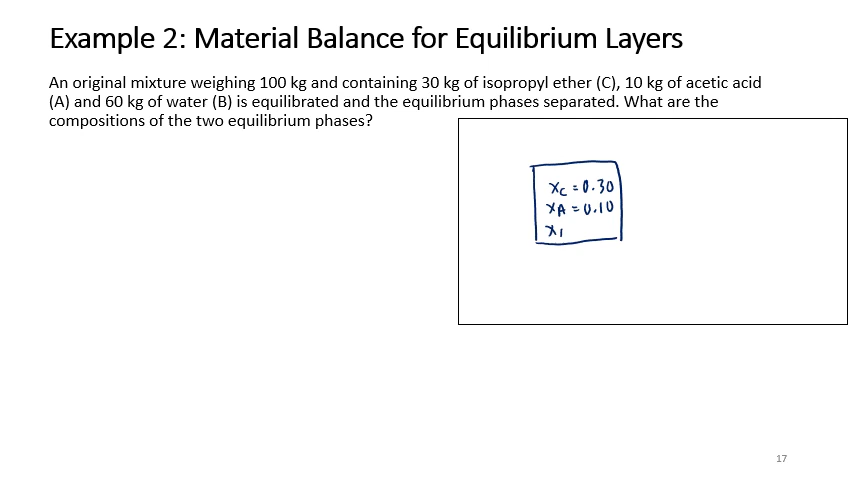 Example 2: Material Balance for Equilibrium Layers
An original mixture weighing 100 kg and containing 30 kg of isopropyl ether (C), 10 kg of acetic acid
(A) and 60 kg of water (B) is equilibrated and the equilibrium phases separated. What are the
compositions of the two equilibrium phases?
xC = 0.30
xA = 0.10
x
17